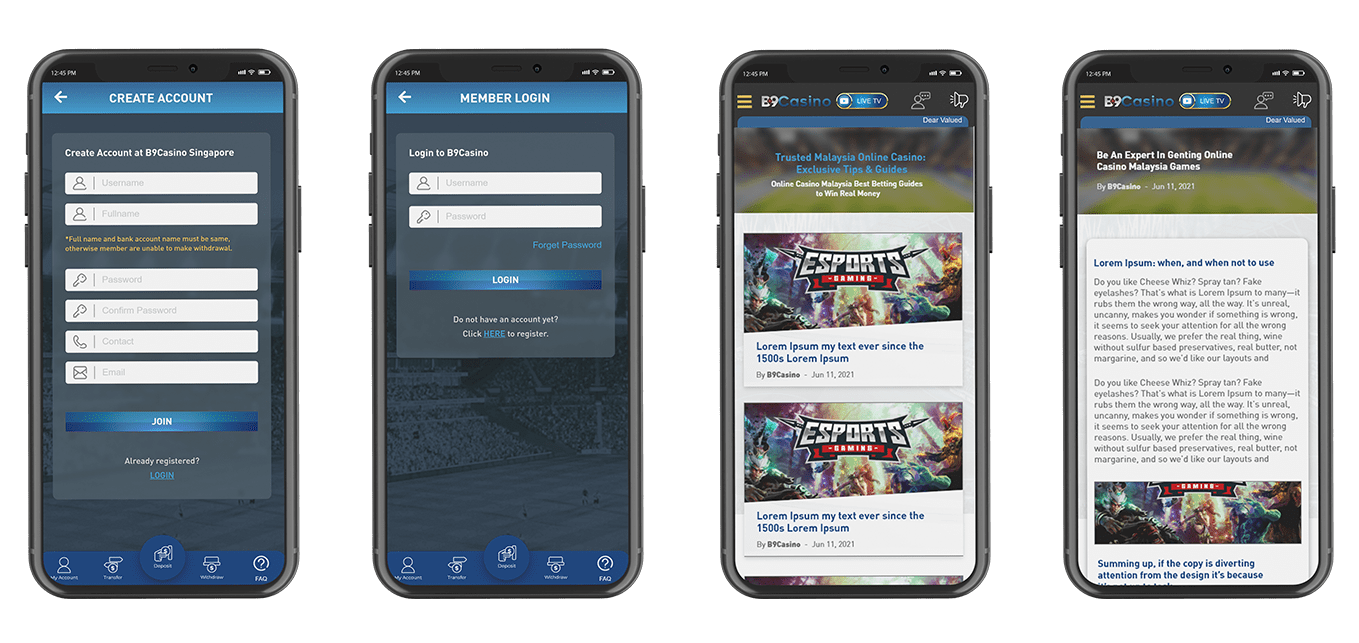 12:45 PM
CREATE ACCOUNT
Create Account at B9Casino Singapore
Username
Fullname
*Full name and bank account name must be same,
otherwise member are unable to make withdrawal.
Password
Confirm Password
Contact
Email
JOIN
Already registered?
LOGIN
My Account
Transfer
Deposit
Withdraw
FAQ
12:45 PM
MEMBER LOGIN
Login to B9Casino
Username
Password
Forget Password
LOGIN
Do not have an account yet?
Click HERE to register.
My Account
Transfer
Deposit
Withdraw
FAQ
12:45 PM
B9Casino
LIVE TV
Dear Valued
Trusted Malaysia Online Casino:
Exclusive Tips & Guides
Online Casino Malaysia Best Betting Guides
to Win Real Money
ESPORTS
GAMING
Lorem Ipsum my text ever since the
1500s Lorem Ipsum
By B9Casino - Jun 11, 2021
ESPORTS
GAMING
Lorem Ipsum my text ever since the
1500s Lorem Ipsum
By B9Casino - Jun 11, 2021
12:45 PM
B9Casino
LIVE TV
Dear Valued
Be An Expert In Genting Online
Casino Malaysia Games
By B9Casino - Jun 11, 2021
Lorem Ipsum: when, and when not to use
Do you like Cheese Whiz? Spray tan? Fake
eyelashes? That's what is Lorem Ipsum to many—it
rubs them the wrong way, all the way. It's unreal,
uncanny, makes you wonder if something is wrong,
it seems to seek your attention for all the wrong
reasons. Usually, we prefer the real thing, wine
without sulfur based preservatives, real butter, not
margarine, and so we'd like our layouts and
Do you like Cheese Whiz? Spray tan? Fake
eyelashes? That's what is Lorem Ipsum to many—it
rubs them the wrong way, all the way. It's unreal,
uncanny, makes you wonder if something is wrong,
it seems to seek your attention for all the wrong
reasons. Usually, we prefer the real thing, wine
without sulfur based preservatives, real butter, not
margarine, and so we'd like our layouts and
GAMING
Summing up, if the copy is diverting
attention from the design it's because